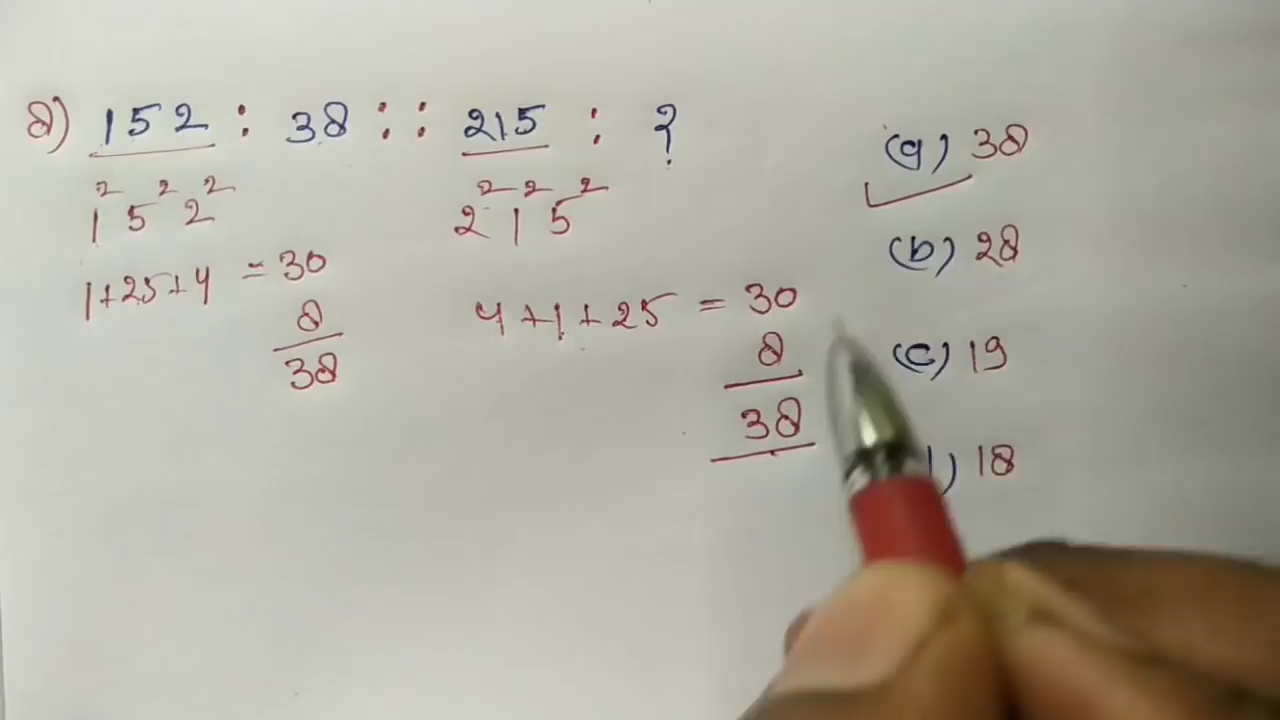 8) 152 : 38 :: 215 : ?
1² 5² 2²
1+25+4 = 30
8
38
2² 1² 5²
4+1+25 = 30
8
38
(a) 38
(b) 28
(c) 19
) 18